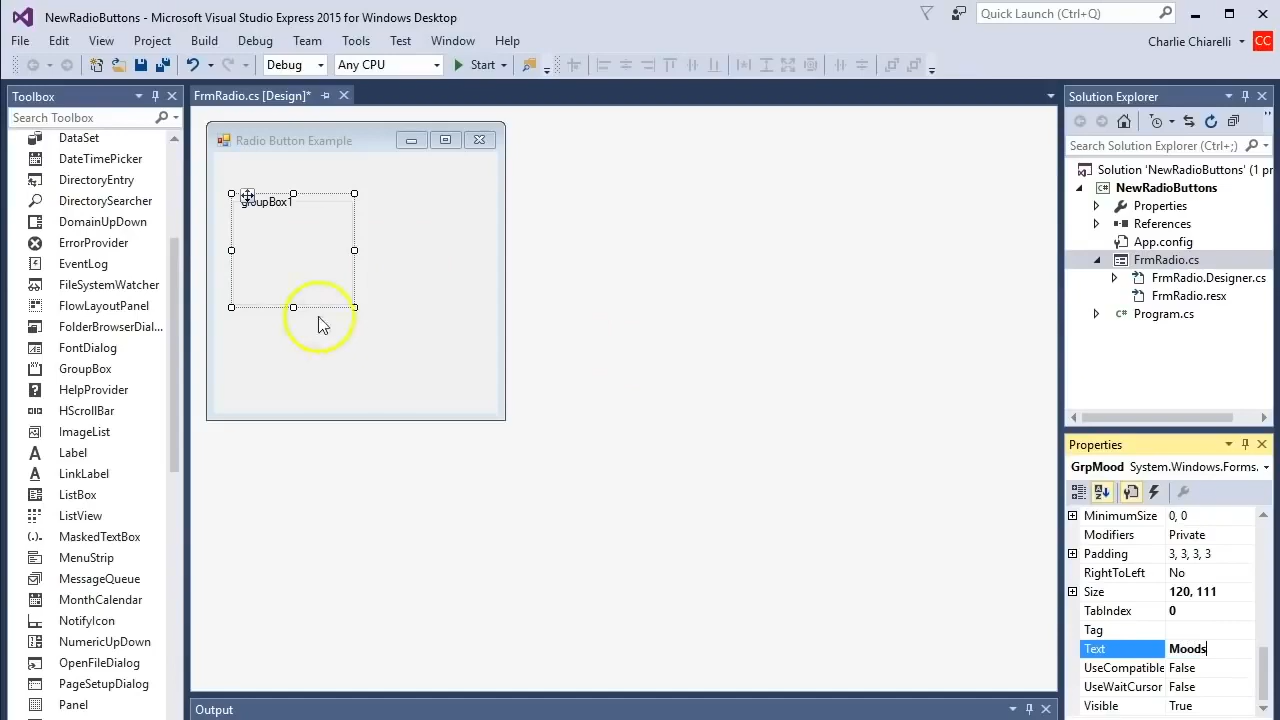 NewRadioButtons - Microsoft Visual Studio Express 2015 for Windows Desktop
Quick Launch (Ctrl+Q)
File Edit View Project Build Debug Team Tools Test Window Help
Charlie Chiarelli CC
Debug Any CPU Start
Toolbox
Search Toolbox
DataSet
DateTimePicker
DirectoryEntry
DirectorySearcher
DomainUpDown
ErrorProvider
EventLog
FileSystemWatcher
FlowLayoutPanel
FolderBrowserDial...
FontDialog
GroupBox
HelpProvider
HScrollBar
ImageList
Label
LinkLabel
ListBox
ListView
MaskedTextBox
MenuStrip
MessageQueue
MonthCalendar
NotifyIcon
NumericUpDown
OpenFileDialog
PageSetupDialog
Panel
FrmRadio.cs [Design]*
Radio Button Example
groupBox1
Output
Solution Explorer
Search Solution Explorer (Ctrl+;)
Solution 'NewRadioButtons' (1 pr
NewRadioButtons
Properties
References
App.config
FrmRadio.cs
FrmRadio.Designer.cs
FrmRadio.resx
Program.cs
Properties
GrpMood System.Windows.Forms.
MinimumSize 0, 0
Modifiers Private
Padding 3, 3, 3, 3
RightToLeft No
Size 120, 111
TabIndex 0
Tag
Text Moods
UseCompatible False
UseWaitCursor False
Visible True